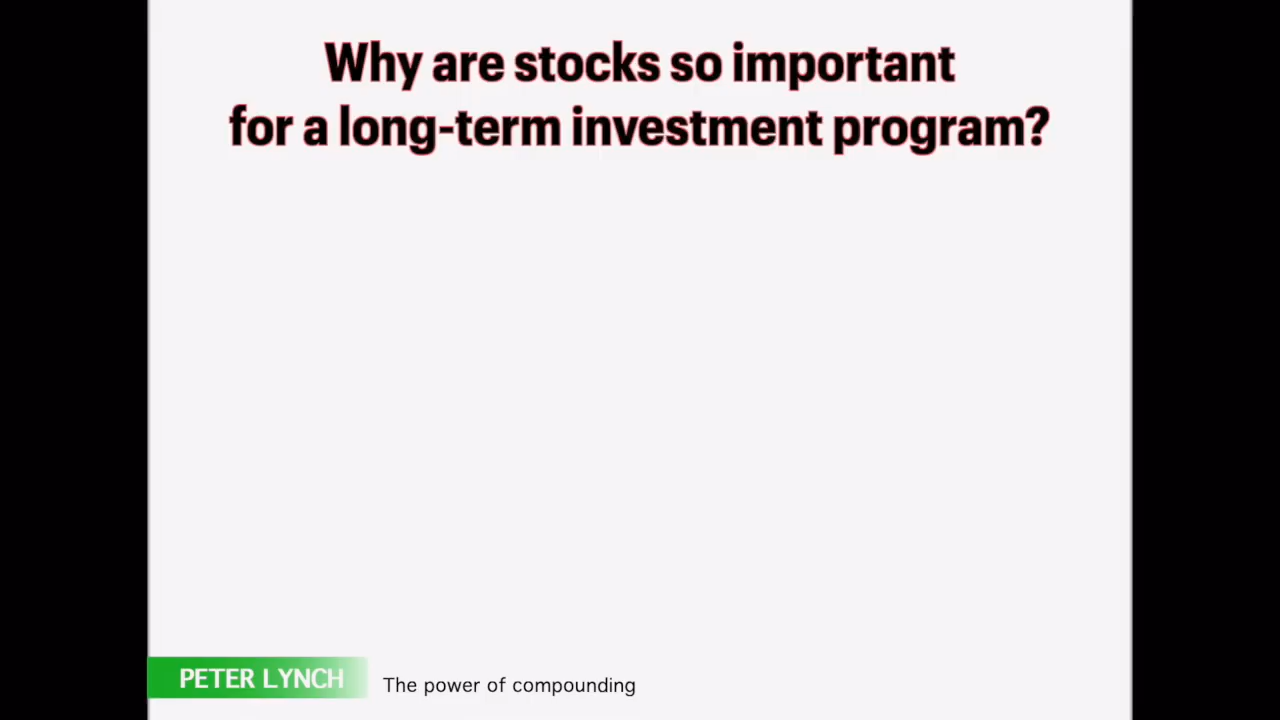 Why are stocks so important
for a long-term investment program?
PETER LYNCH
The power of compounding